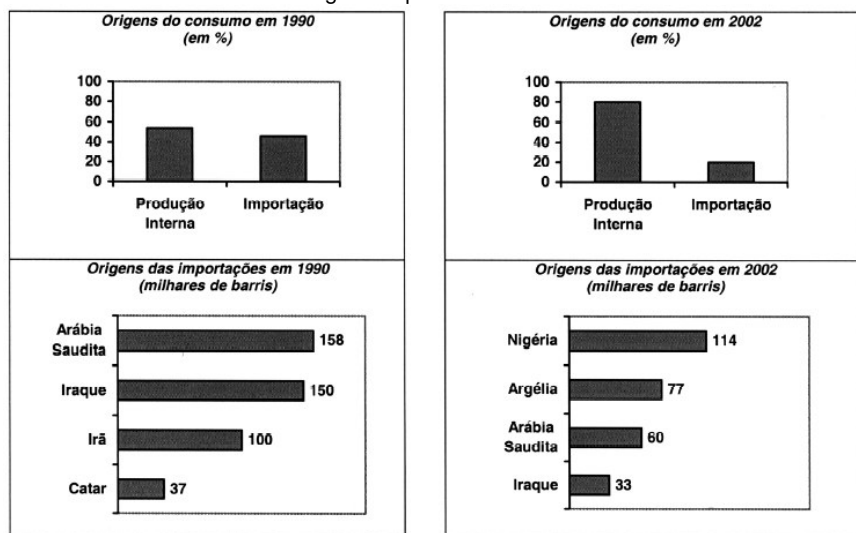 Origens do consumo em 1990
(em %)
100
80
60
40
20
0
Produção
Interna
Importação
Origens do consumo em 2002
(em %)
100
80
60
40
20
0
Produção
Interna
Importação
Origens das importações em 1990
(milhares de barris)
Arábia
Saudita
158
Iraque
150
Irã
100
Catar
37
Origens das importações em 2002
(milhares de barris)
Nigéria
114
Argélia
77
Arábia
Saudita
60
Iraque
33